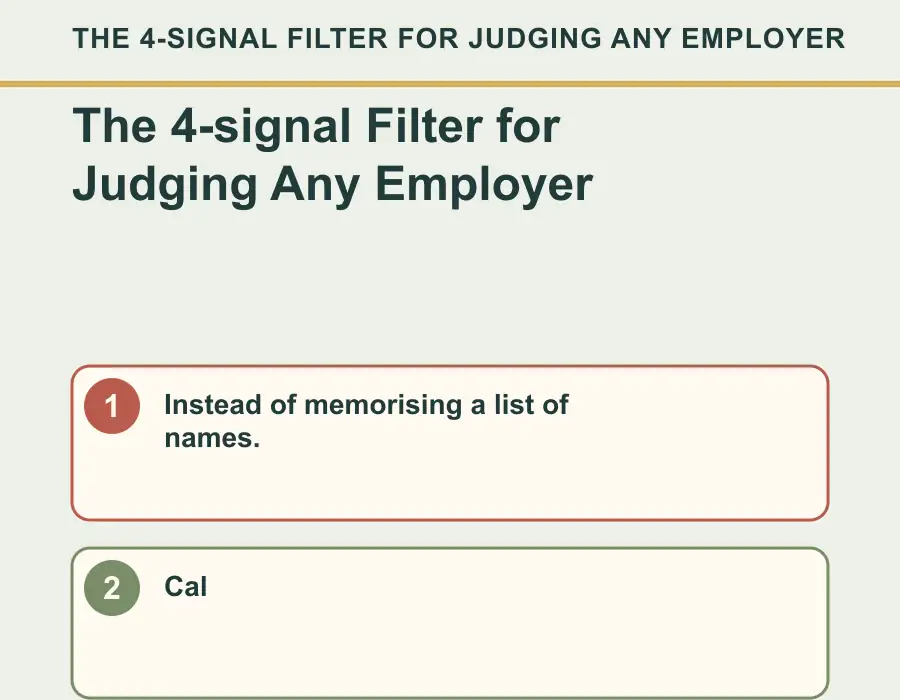 THE 4-SIGNAL FILTER FOR JUDGING ANY EMPLOYER
The 4-signal Filter for
Judging Any Employer
1
Instead of memorising a list of
names.
2
Cal